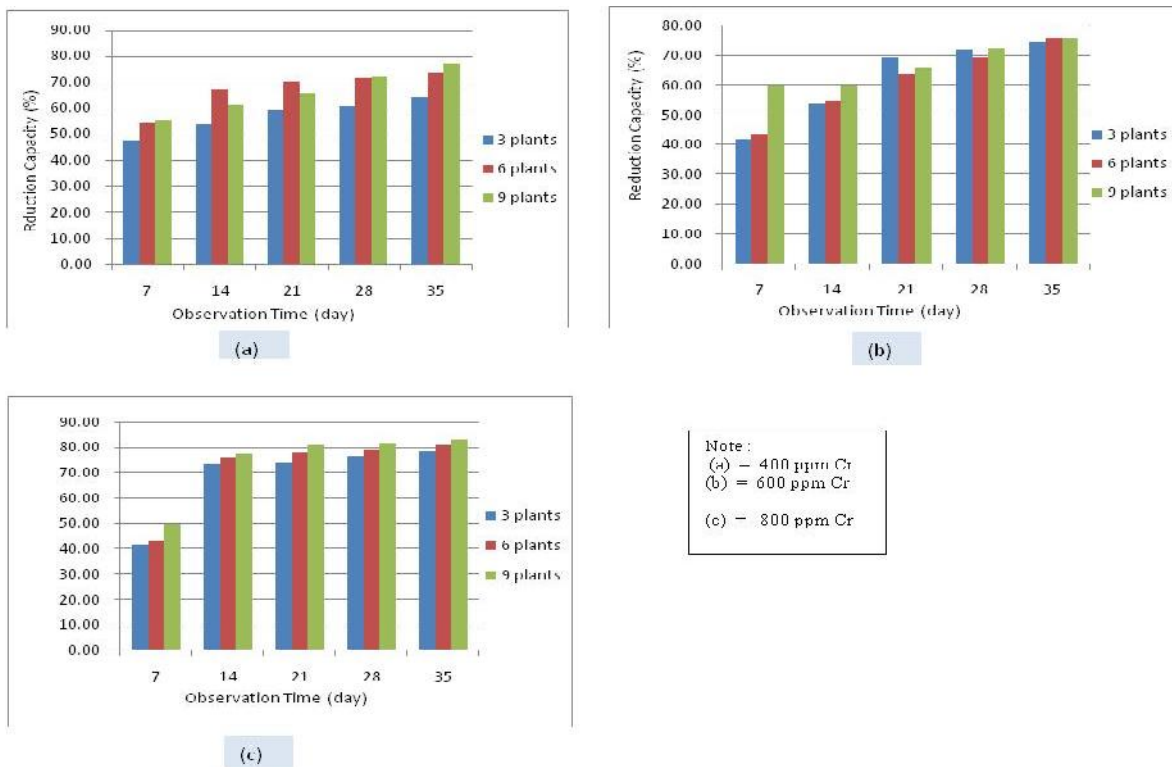 90.00
80.00
70.00
60.00
50.00
40.00
30.00
20.00
10.00
0.00
Rduction Capacity (%)
7 14 21 28 35
Observation Time (day)
3 plants
6 plants
9 plants
(a)
80.00
70.00
60.00
50.00
40.00
30.00
20.00
10.00
0.00
Reduction Capacity (%)
7 14 21 28 35
Observation Time (day)
3 plants
6 plants
9 plants
(b)
90.00
80.00
70.00
60.00
50.00
40.00
30.00
20.00
10.00
0.00
Reduction Capacity (%)
7 14 21 28 35
Observation Time (day)
3 plants
6 plants
9 plants
(c)
Note :
(a) = 400 ppm Cr
(b) = 600 ppm Cr
(c) = 800 ppm Cr